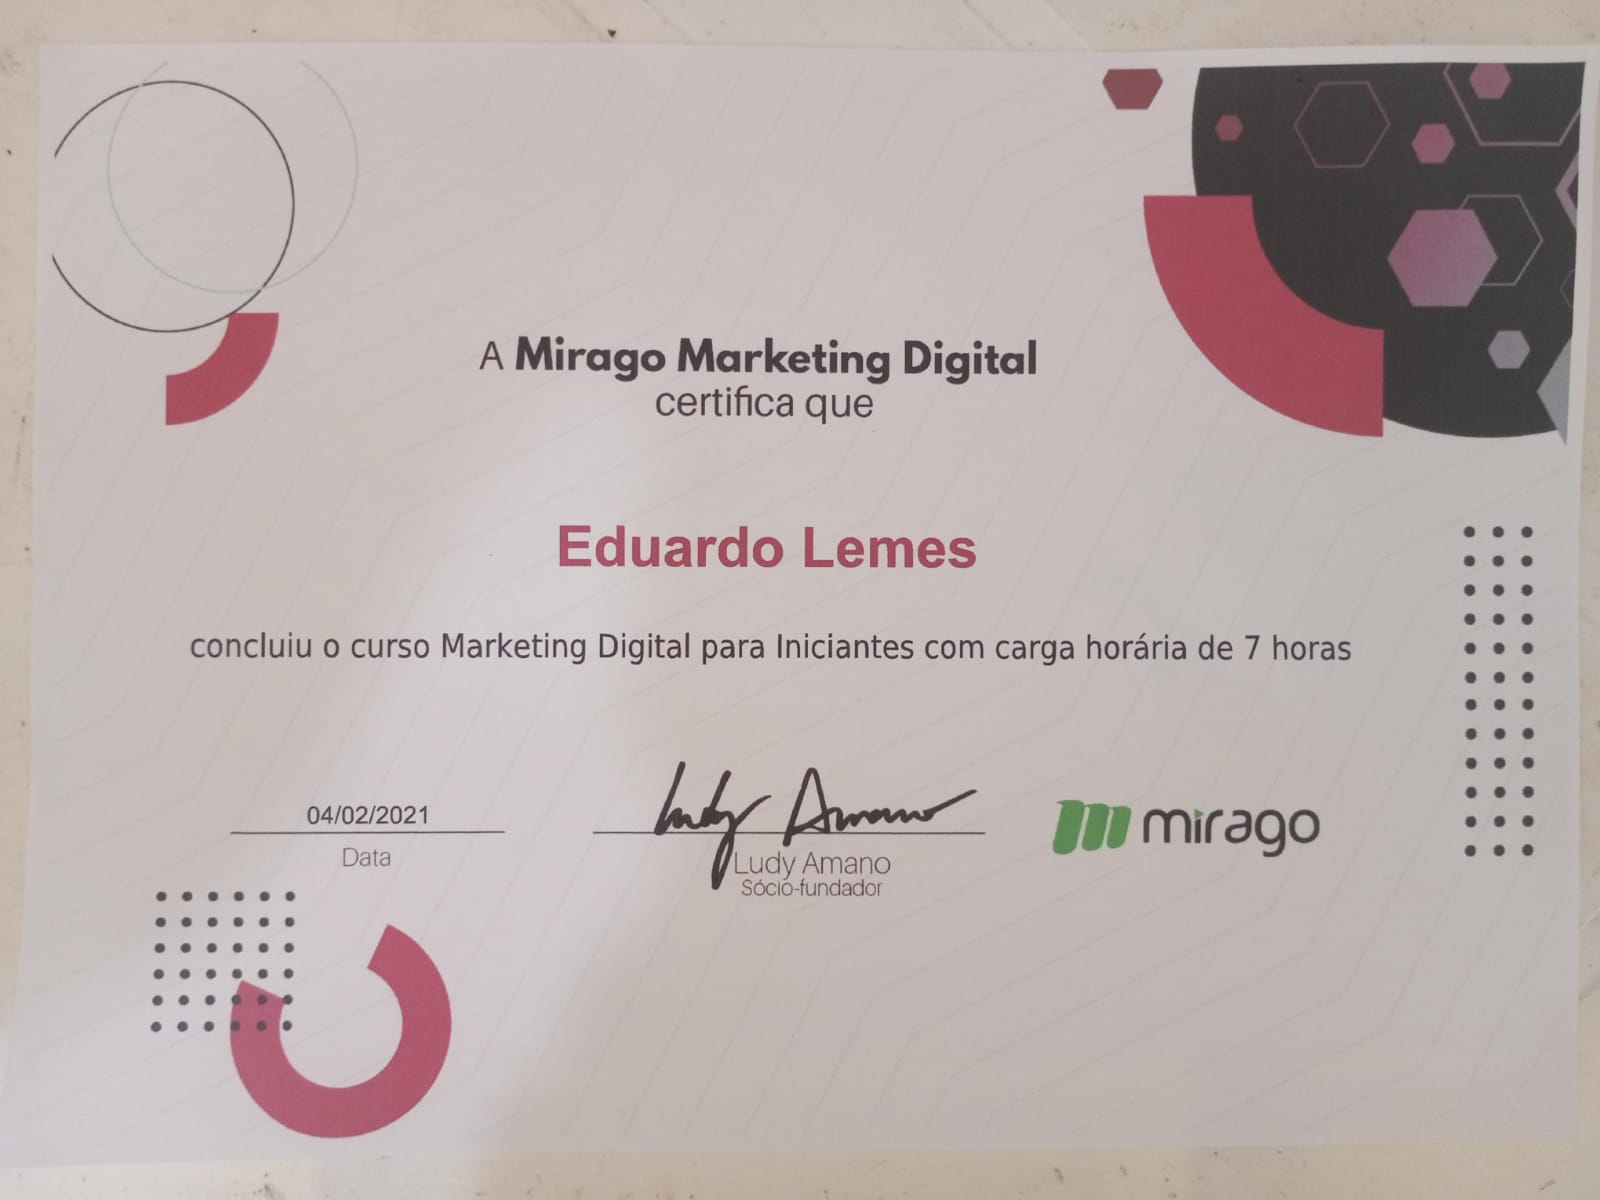 A Mirago Marketing Digital
certifica que
Eduardo Lemes
concluiu o curso Marketing Digital para Iniciantes com carga horária de 7 horas
04/02/2021
Data
Ludy Amano
Ludy Amano
Sócio-fundador
mirago